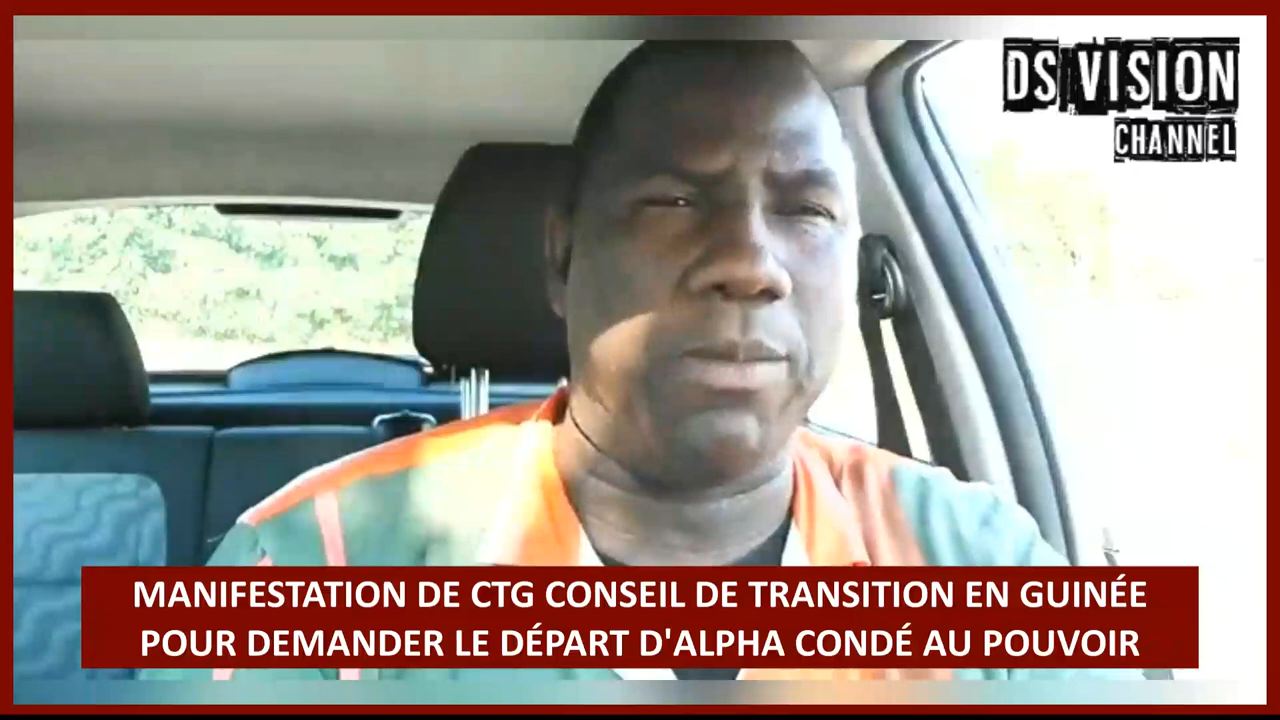 DS VISION
CHANNEL
MANIFESTATION DE CTG CONSEIL DE TRANSITION EN GUINÉE
POUR DEMANDER LE DÉPART D'ALPHA CONDÉ AU POUVOIR